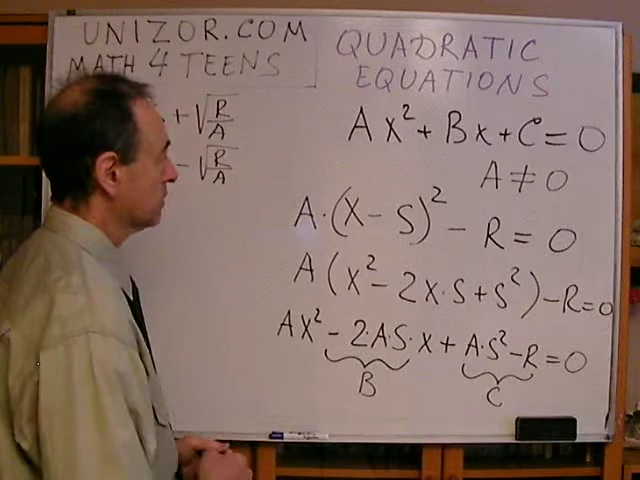 UNIZOR.COM
MATH 4 TEENS
QUADRATIC
EQUATIONS
+ √R/A
- √R/A
Ax² + Bx + C = 0
A ≠ 0
A·(X - S)² - R = 0
A(X² - 2X·S + S²) - R = 0
AX² - 2·A·S·X + A·S² - R = 0
B
C